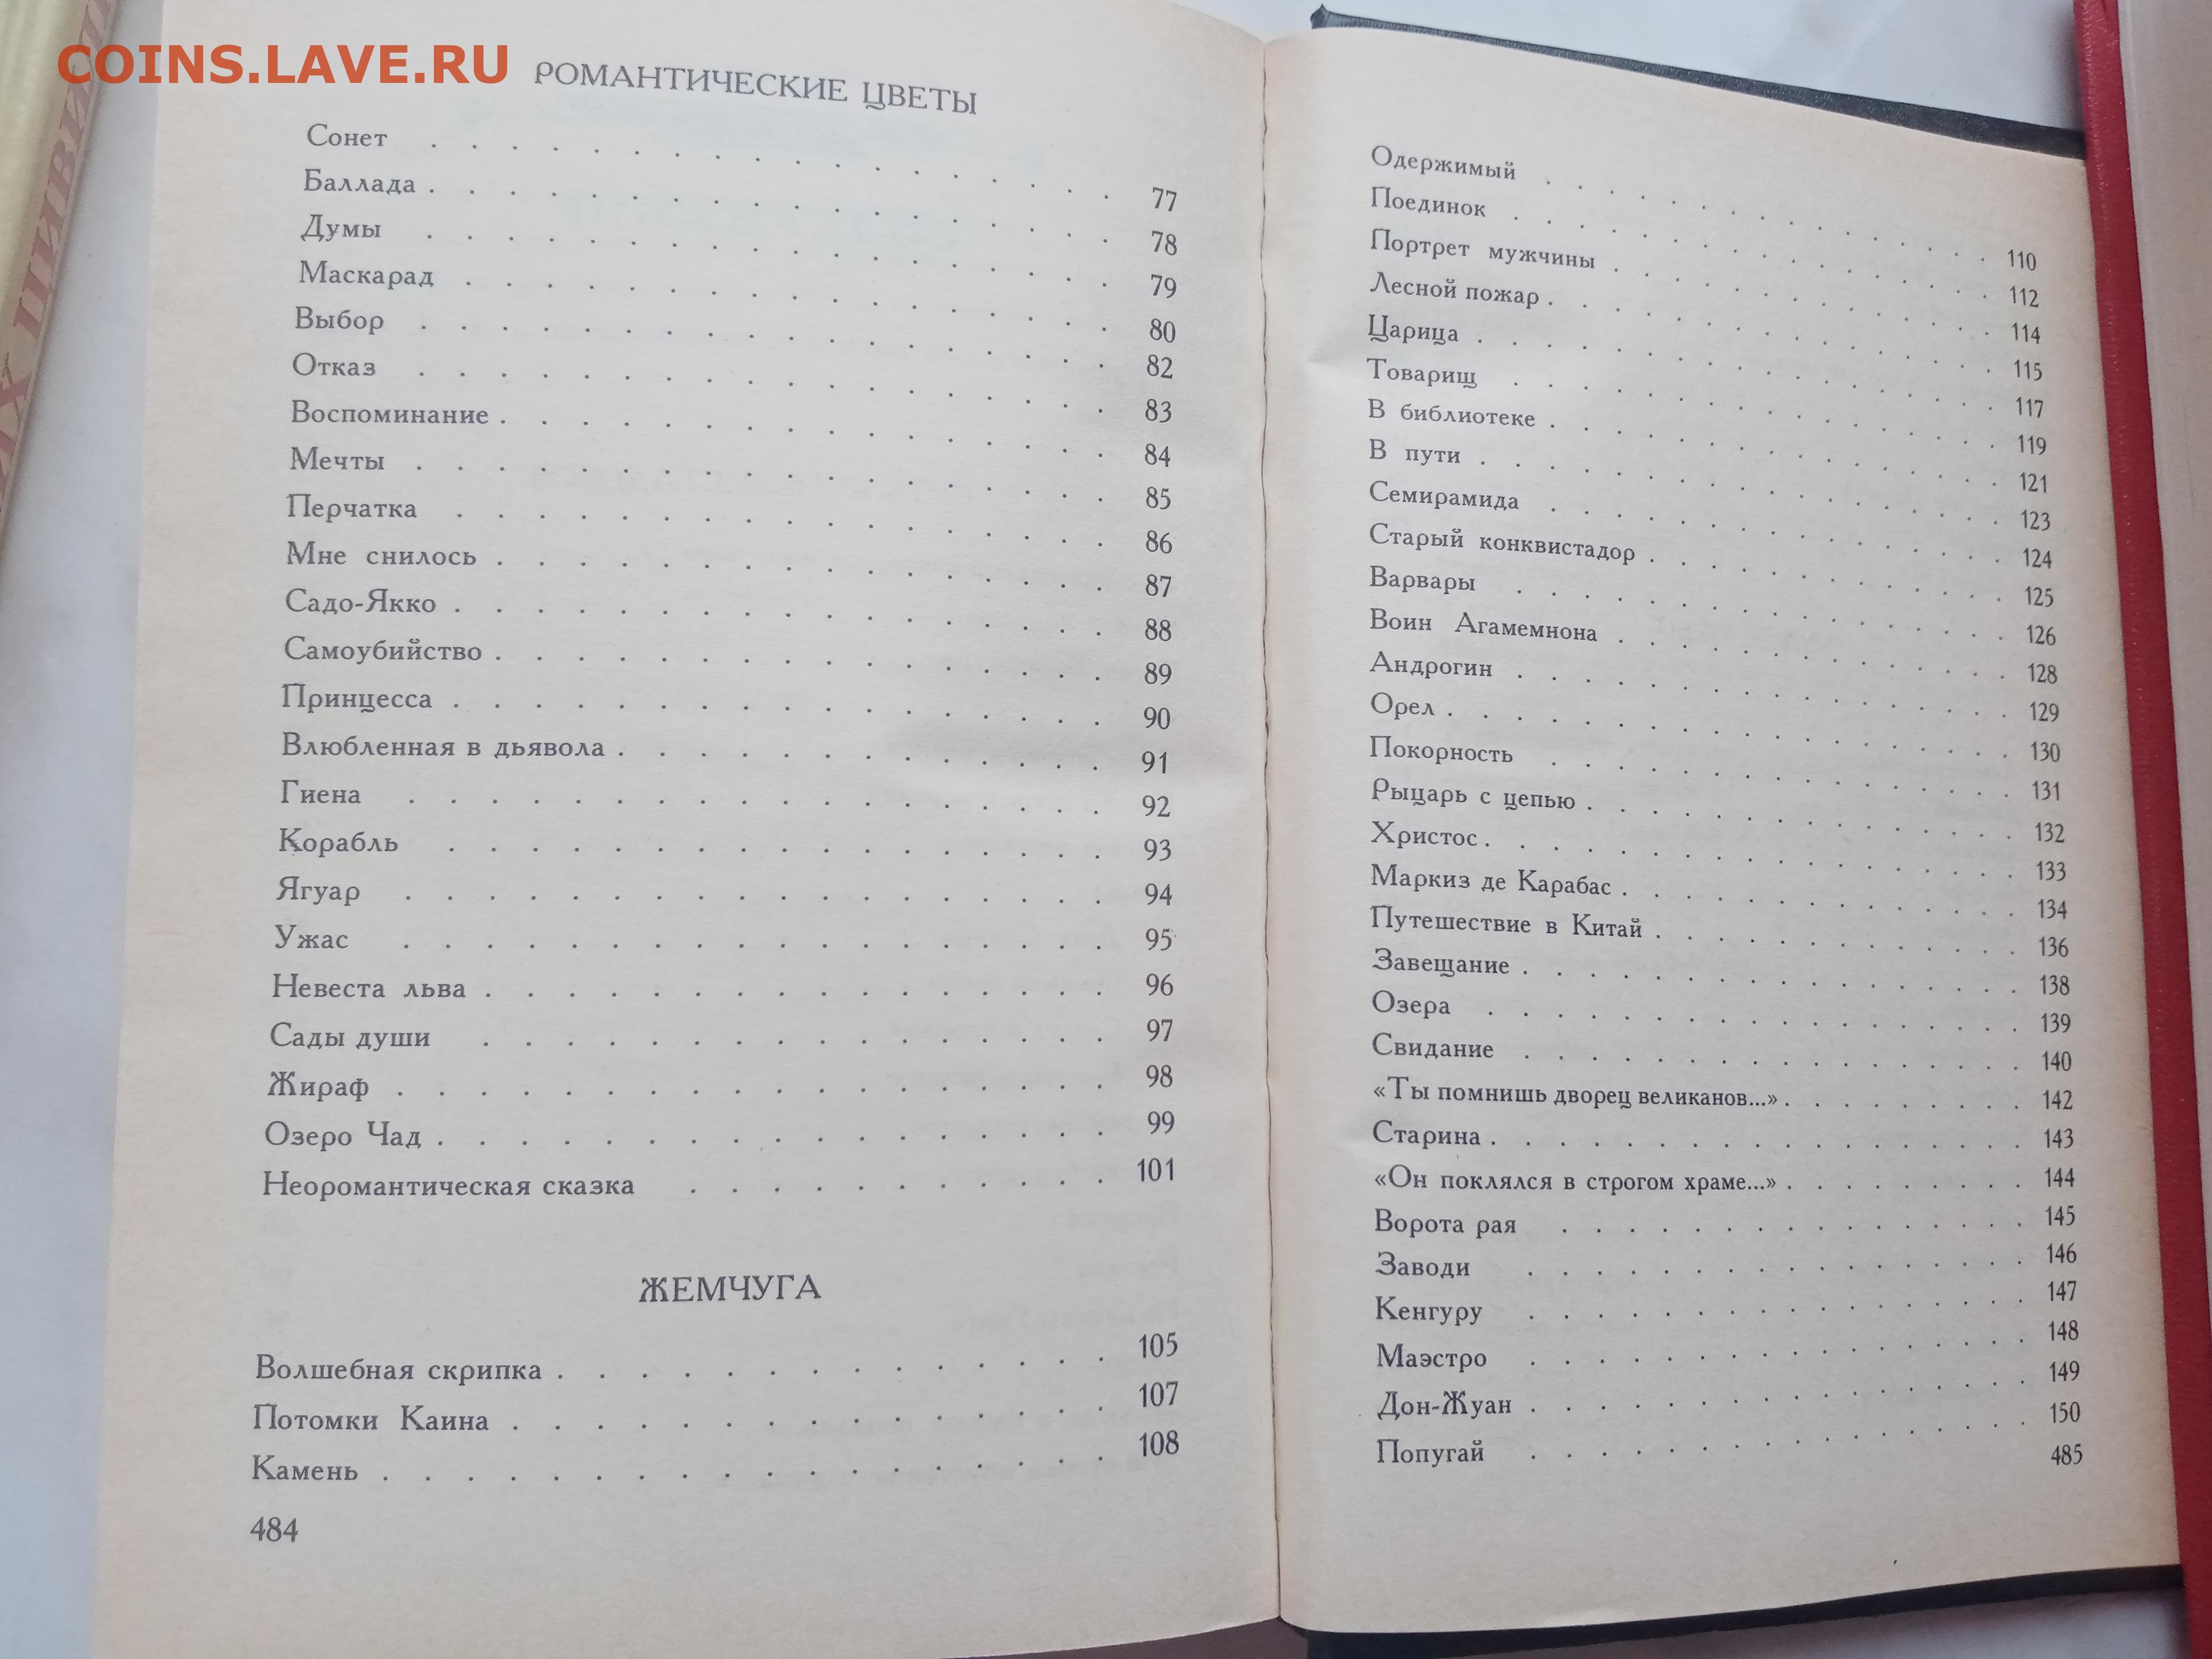 COINS.LAVE.RU
РОМАНТИЧЕСКИЕ ЦВЕТЫ
Сонет 77
Баллада 78
Думы 79
Маскарад 80
Выбор 82
Отказ 83
Воспоминание 84
Мечты 85
Перчатка 86
Мне снилось 87
Садо-Якко 88
Самоубийство 89
Принцесса 90
Влюбленная в дьявола 91
Гиена 92
Корабль 93
Ягуар 94
Ужас 95
Невеста льва 96
Сады души 97
Жираф 98
Озеро Чад 99
Неоромантическая сказка 101
ЖЕМЧУГА
Волшебная скрипка 105
Потомки Каина 107
Камень 108
484
Одержимый 110
Поединок 112
Портрет мужчины 114
Лесной пожар 115
Царица 117
Товарищ 119
В библиотеке 121
В пути 123
Семирамида 124
Старый конквистадор 125
Варвары 126
Воин Агамемнона 128
Андрогин 129
Орел 130
Покорность 131
Рыцарь с цепью 132
Христос 133
Маркиз де Карабас 134
Путешествие в Китай 136
Завещание 138
Озера 139
Свидание 140
«Ты помнишь дворец великанов...» 142
Старина 143
«Он поклялся в строгом храме...» 144
Ворота рая 145
Заводи 146
Кенгуру 147
Маэстро 148
Дон-Жуан 149
Попугай 150
485